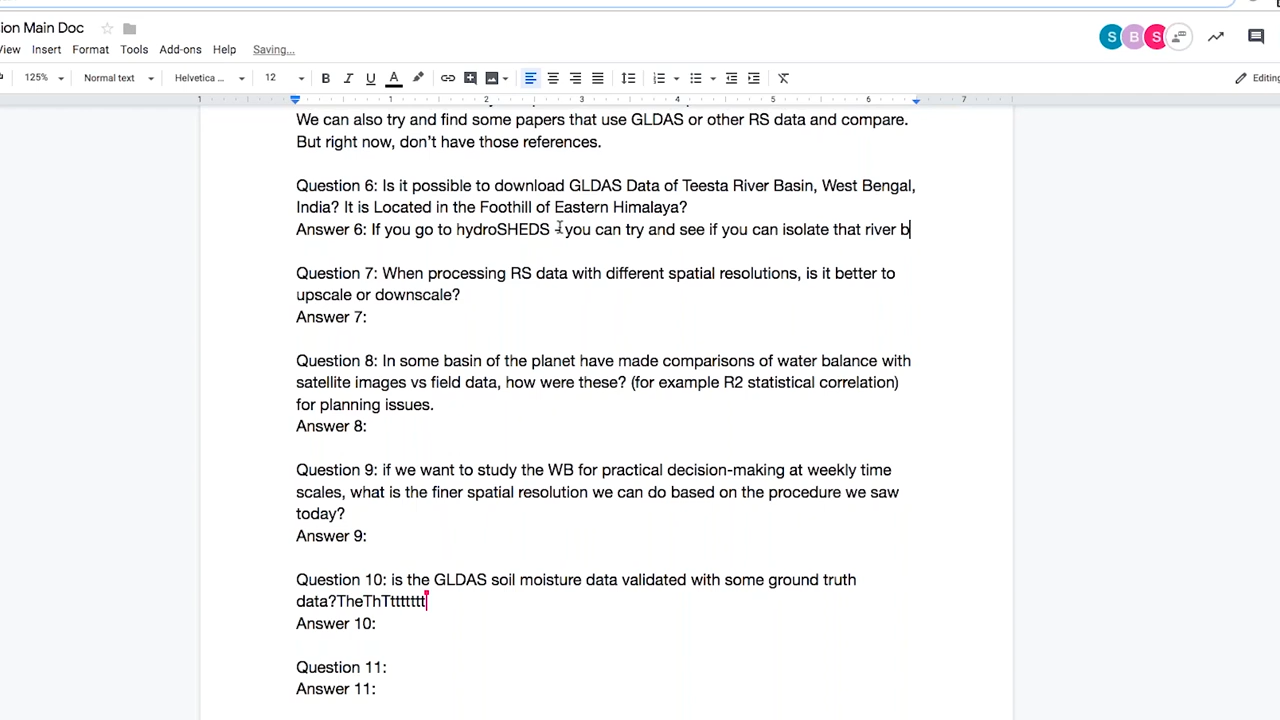 ion Main Doc
View Insert Format Tools Add-ons Help Saving...
S B S
125% Normal text Helvetica ... 12 B I U A Editing
1 1 2 3 4 5 6 7
We can also try and find some papers that use GLDAS or other RS data and compare.
But right now, don't have those references.
Question 6: Is it possible to download GLDAS Data of Teesta River Basin, West Bengal,
India? It is Located in the Foothill of Eastern Himalaya?
Answer 6: If you go to hydroSHEDS - you can try and see if you can isolate that river b
Question 7: When processing RS data with different spatial resolutions, is it better to
upscale or downscale?
Answer 7:
Question 8: In some basin of the planet have made comparisons of water balance with
satellite images vs field data, how were these? (for example R2 statistical correlation)
for planning issues.
Answer 8:
Question 9: if we want to study the WB for practical decision-making at weekly time
scales, what is the finer spatial resolution we can do based on the procedure we saw
today?
Answer 9:
Question 10: is the GLDAS soil moisture data validated with some ground truth
data?TheThTttttttt
Answer 10:
Question 11:
Answer 11: